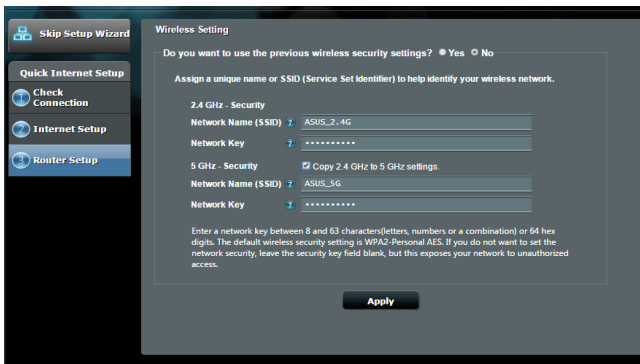 Skip Setup Wizard
Quick Internet Setup
1 Check
Connection
2 Internet Setup
3 Router Setup
Wireless Setting
Do you want to use the previous wireless security settings? Yes No
Assign a unique name or SSID (Service Set Identifier) to help identify your wireless network.
2.4 GHz - Security
Network Name (SSID) ? ASUS_2.4G
Network Key ? ••••••••••
5 GHz - Security Copy 2.4 GHz to 5 GHz settings.
Network Name (SSID) ? ASUS_5G
Network Key ? ••••••••••
Enter a network key between 8 and 63 characters(letters, numbers or a combination) or 64 hex
digits. The default wireless security setting is WPA2-Personal AES. If you do not want to set the
network security, leave the security key field blank, but this exposes your network to unauthorized
access.
Apply